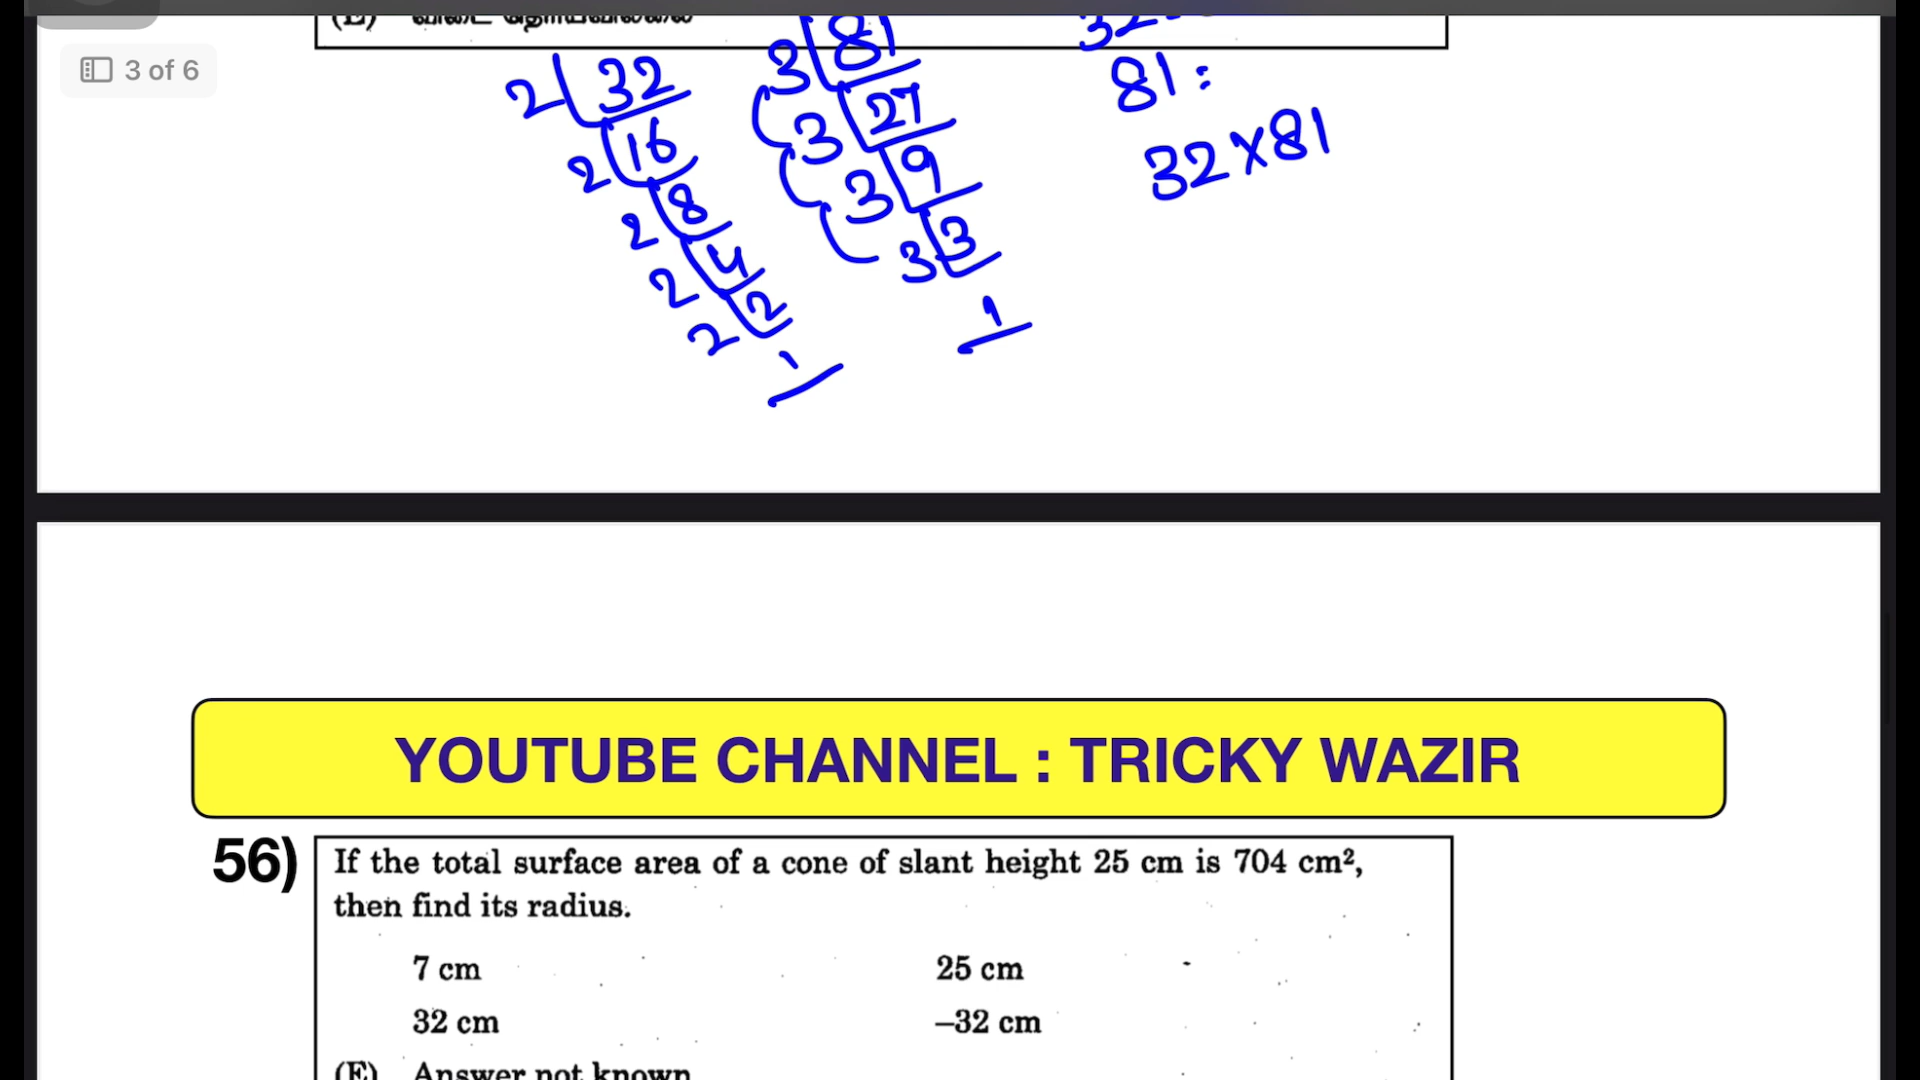 3 of 6
(E)
2 32
2 16
2 8
2 4
2 2
1
3 81
3 27
3 9
3 3
1
81 =
32 × 81
YOUTUBE CHANNEL : TRICKY WAZIR
56)
If the total surface area of a cone of slant height 25 cm is 704 cm²,
then find its radius.
7 cm 25 cm
32 cm –32 cm
(E) Answer not known